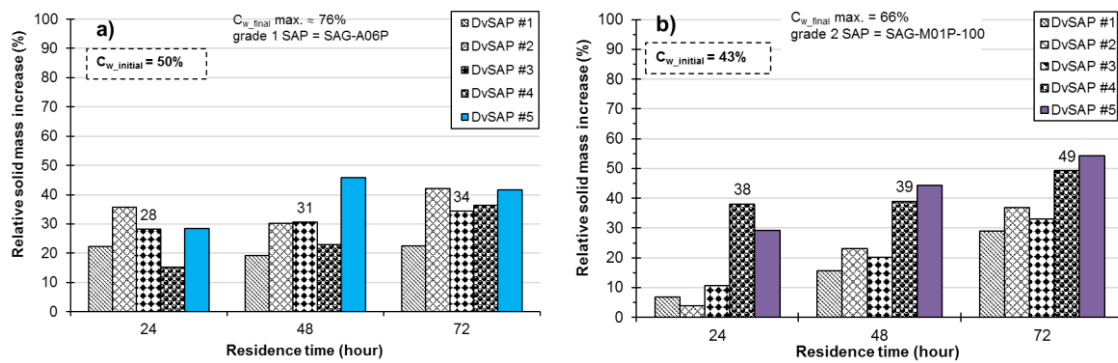 a)
C_w_final max. ≈ 76%
grade 1 SAP = SAG-A06P
C_w_initial = 50%
DvSAP #1
DvSAP #2
DvSAP #3
DvSAP #4
DvSAP #5
Relative solid mass increase (%)
100
90
80
70
60
50
40
30
20
10
0
28
31
34
24
48
72
Residence time (hour)
b)
C_w_final max. = 66%
grade 2 SAP = SAG-M01P-100
C_w_initial = 43%
DvSAP #1
DvSAP #2
DvSAP #3
DvSAP #4
DvSAP #5
Relative solid mass increase (%)
100
90
80
70
60
50
40
30
20
10
0
38
39
49
24
48
72
Residence time (hour)